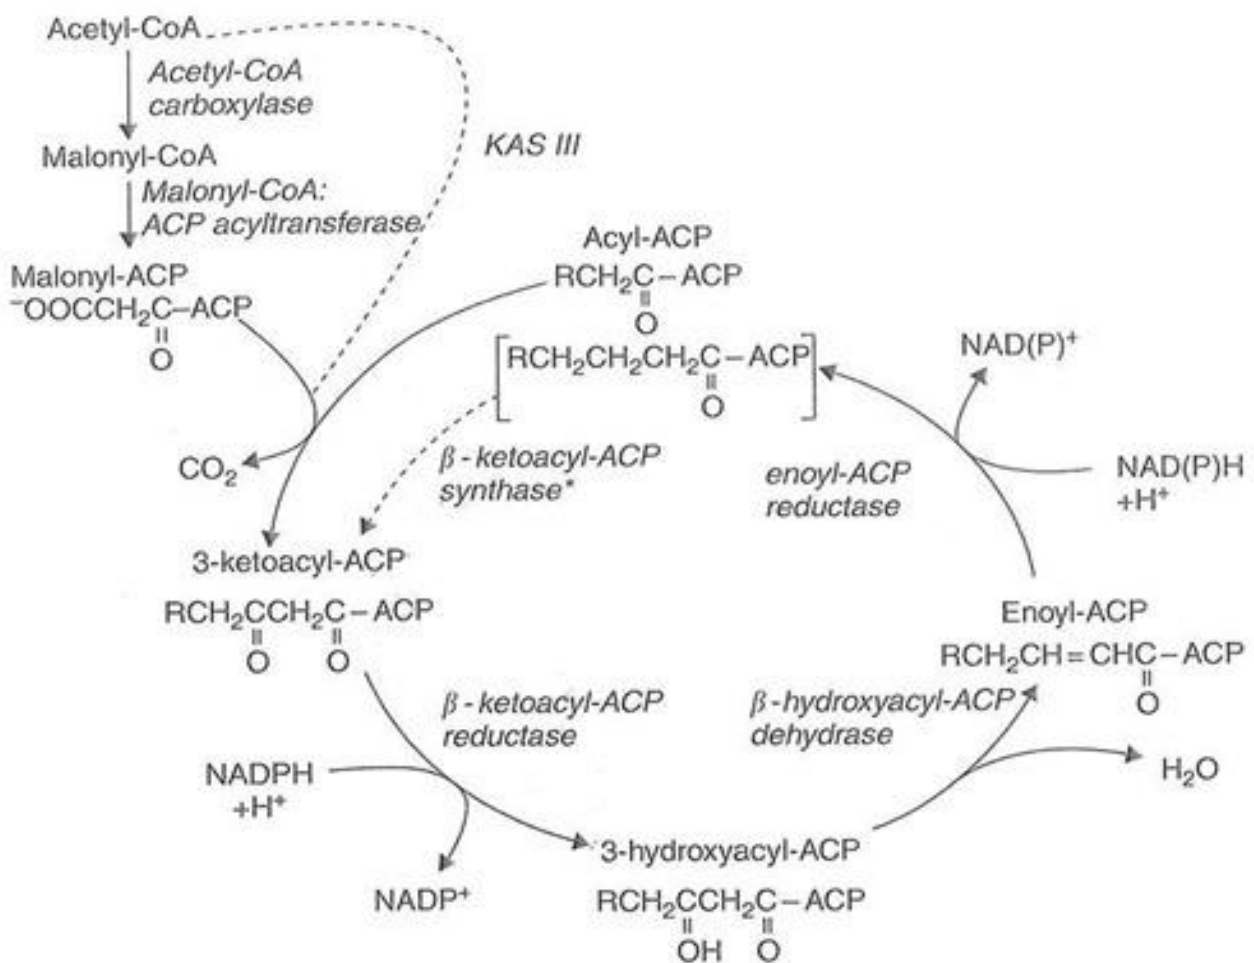 Acetyl-CoA
Acetyl-CoA
carboxylase
KAS III
Malonyl-CoA
Malonyl-CoA:
ACP acyltransferase
Malonyl-ACP
⁻OOCCH₂C–ACP
O
Acyl-ACP
RCH₂C–ACP
O
RCH₂CH₂CH₂C–ACP
O
NAD(P)⁺
CO₂
β-ketoacyl-ACP
synthase*
enoyl-ACP
reductase
NAD(P)H
+H⁺
3-ketoacyl-ACP
RCH₂CCH₂C–ACP
O O
Enoyl-ACP
RCH₂CH=CHC–ACP
O
β-ketoacyl-ACP
reductase
β-hydroxyacyl-ACP
dehydrase
NADPH
+H⁺
H₂O
NADP⁺
3-hydroxyacyl-ACP
RCH₂CCH₂C–ACP
OH O